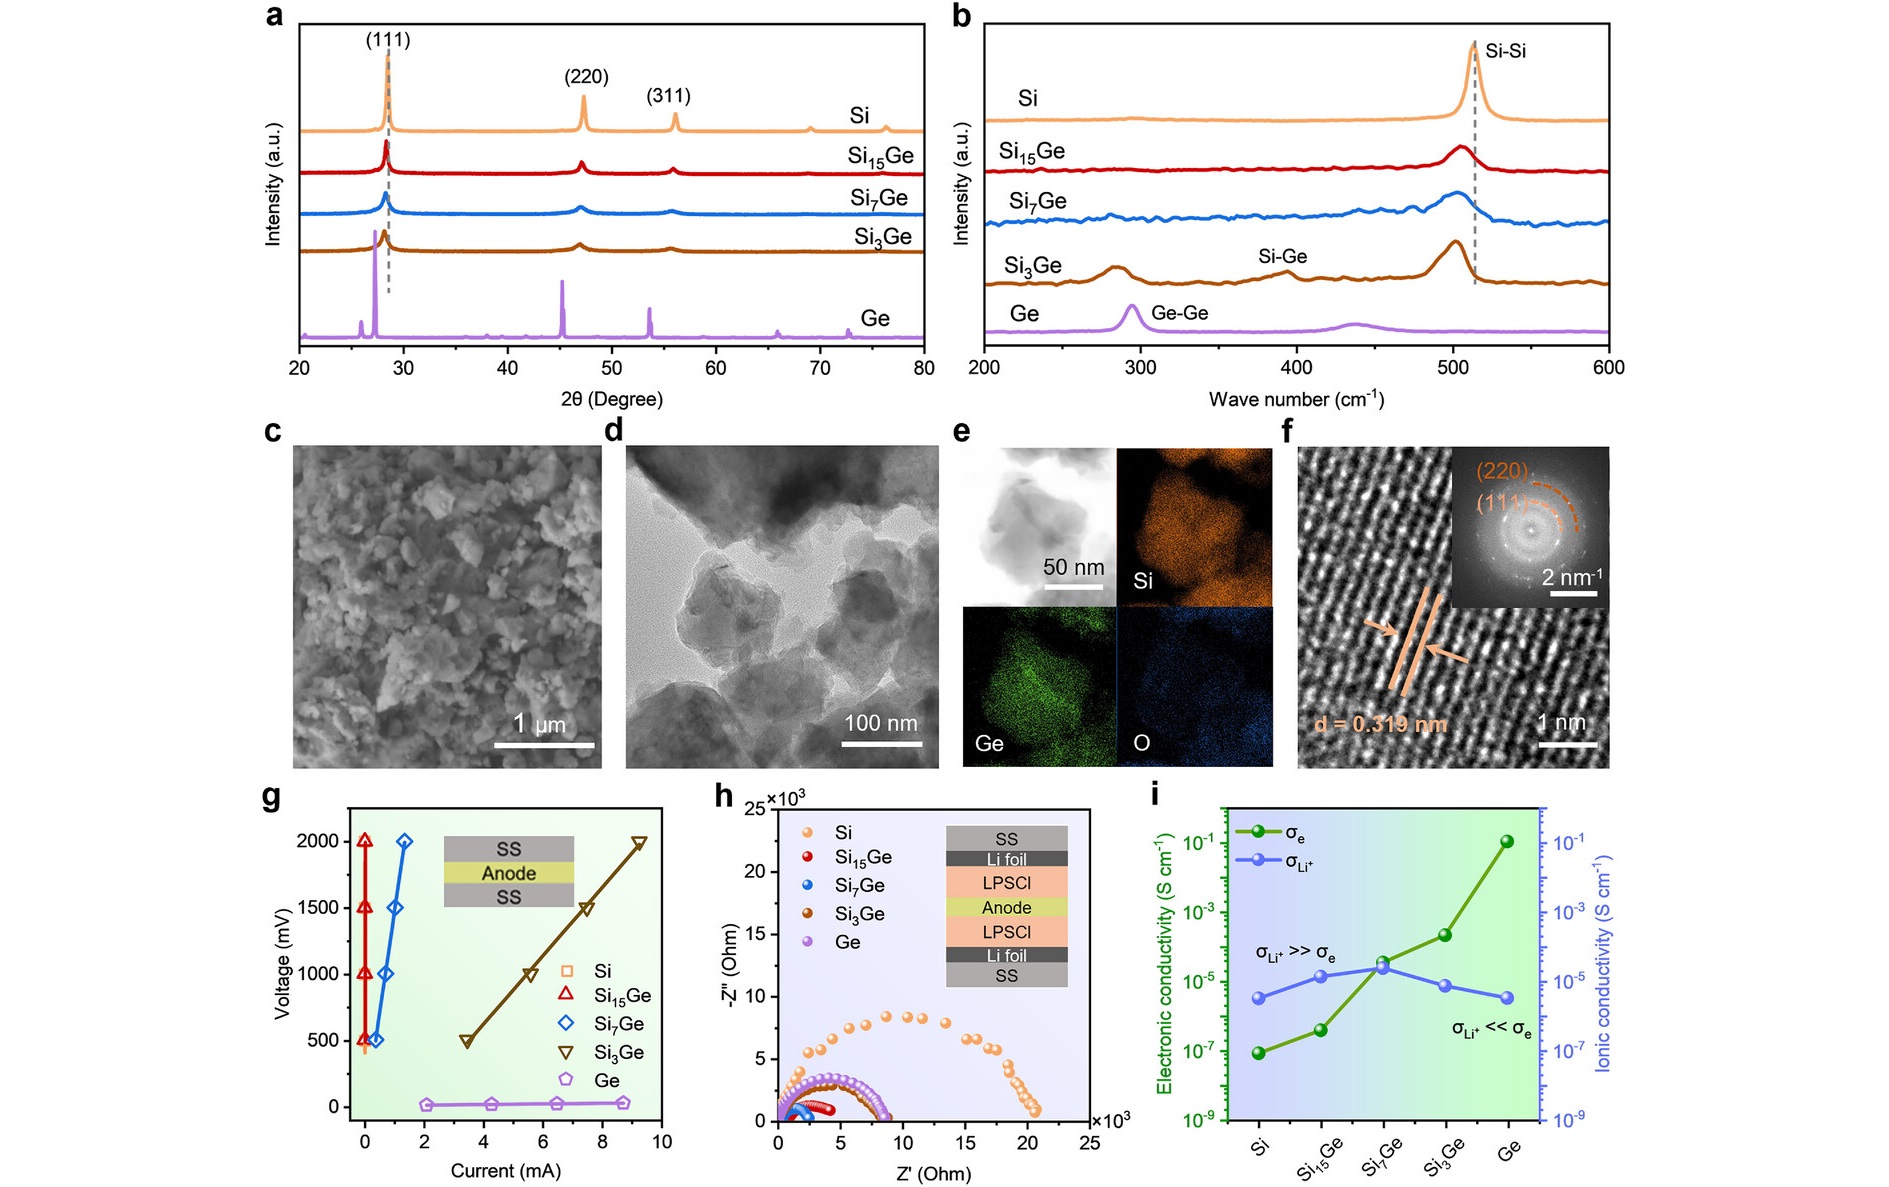 a
(111)
(220)
(311)
Si
Si₁₅Ge
Si₇Ge
Si₃Ge
Ge
Intensity (a.u.)
20 30 40 50 60 70 80
2θ (Degree)
b
Si-Si
Si
Si₁₅Ge
Si₇Ge
Si₃Ge
Si-Ge
Ge
Ge-Ge
Intensity (a.u.)
200 300 400 500 600
Wave number (cm⁻¹)
c
1 µm
d
100 nm
e
50 nm
Si
Ge
O
f
(220)
(111)
2 nm⁻¹
d = 0.319 nm
1 nm
g
2000
1500
1000
500
0
Voltage (mV)
SS
Anode
SS
Si
Si₁₅Ge
Si₇Ge
Si₃Ge
Ge
0 2 4 6 8 10
Current (mA)
h
25 ×10³
20
15
10
5
0
-Z'' (Ohm)
Si
Si₁₅Ge
Si₇Ge
Si₃Ge
Ge
SS
Li foil
LPSCl
Anode
LPSCl
Li foil
SS
×10³
0 5 10 15 20 25
Z' (Ohm)
i
σe
σLi⁺
10⁻¹
10⁻³
10⁻⁵
10⁻⁷
10⁻⁹
Electronic conductivity (S cm⁻¹)
σLi⁺ >> σe
σLi⁺ << σe
10⁻¹
10⁻³
10⁻⁵
10⁻⁷
10⁻⁹
Ionic conductivity (S cm⁻¹)
Si Si₁₅Ge Si₇Ge Si₃Ge Ge